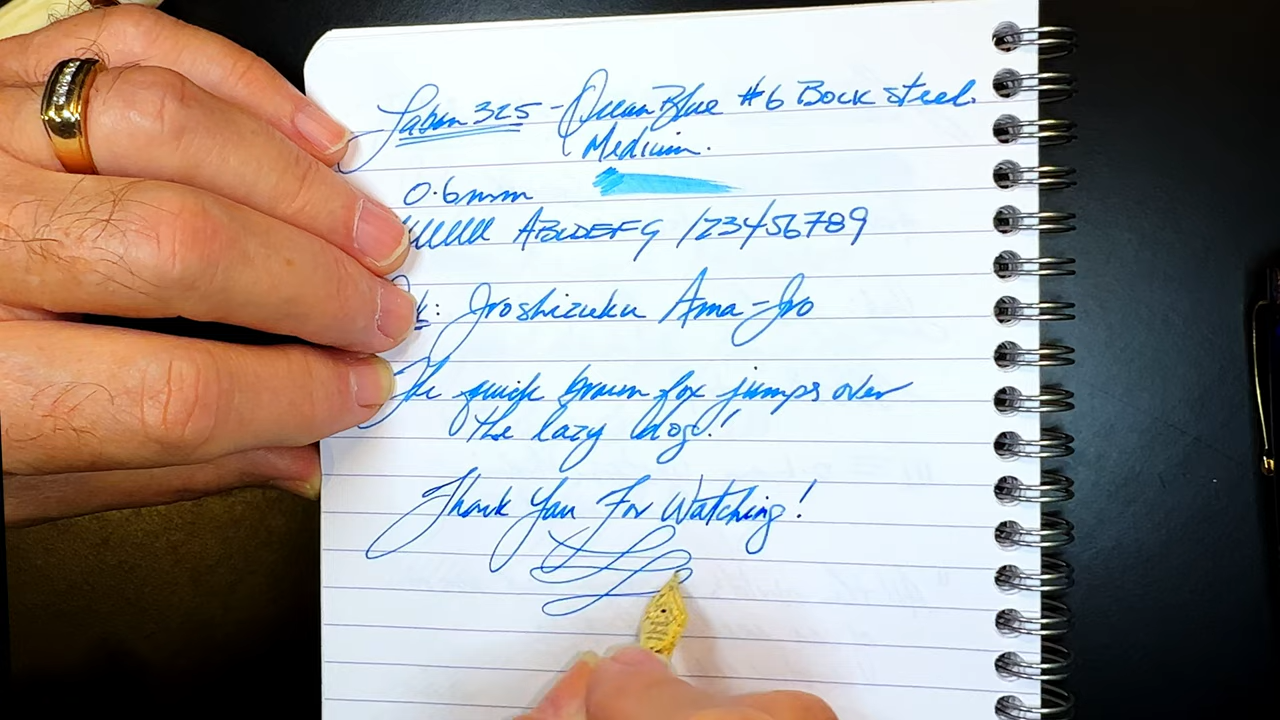 Laban 325 - Ocean Blue #6 Bock steel.
Medium.
0.6mm
ABCDEFG 123456789
Iroshizuku Ama-Iro
The quick brown fox jumps over
the lazy dog!
Thank You For Watching!